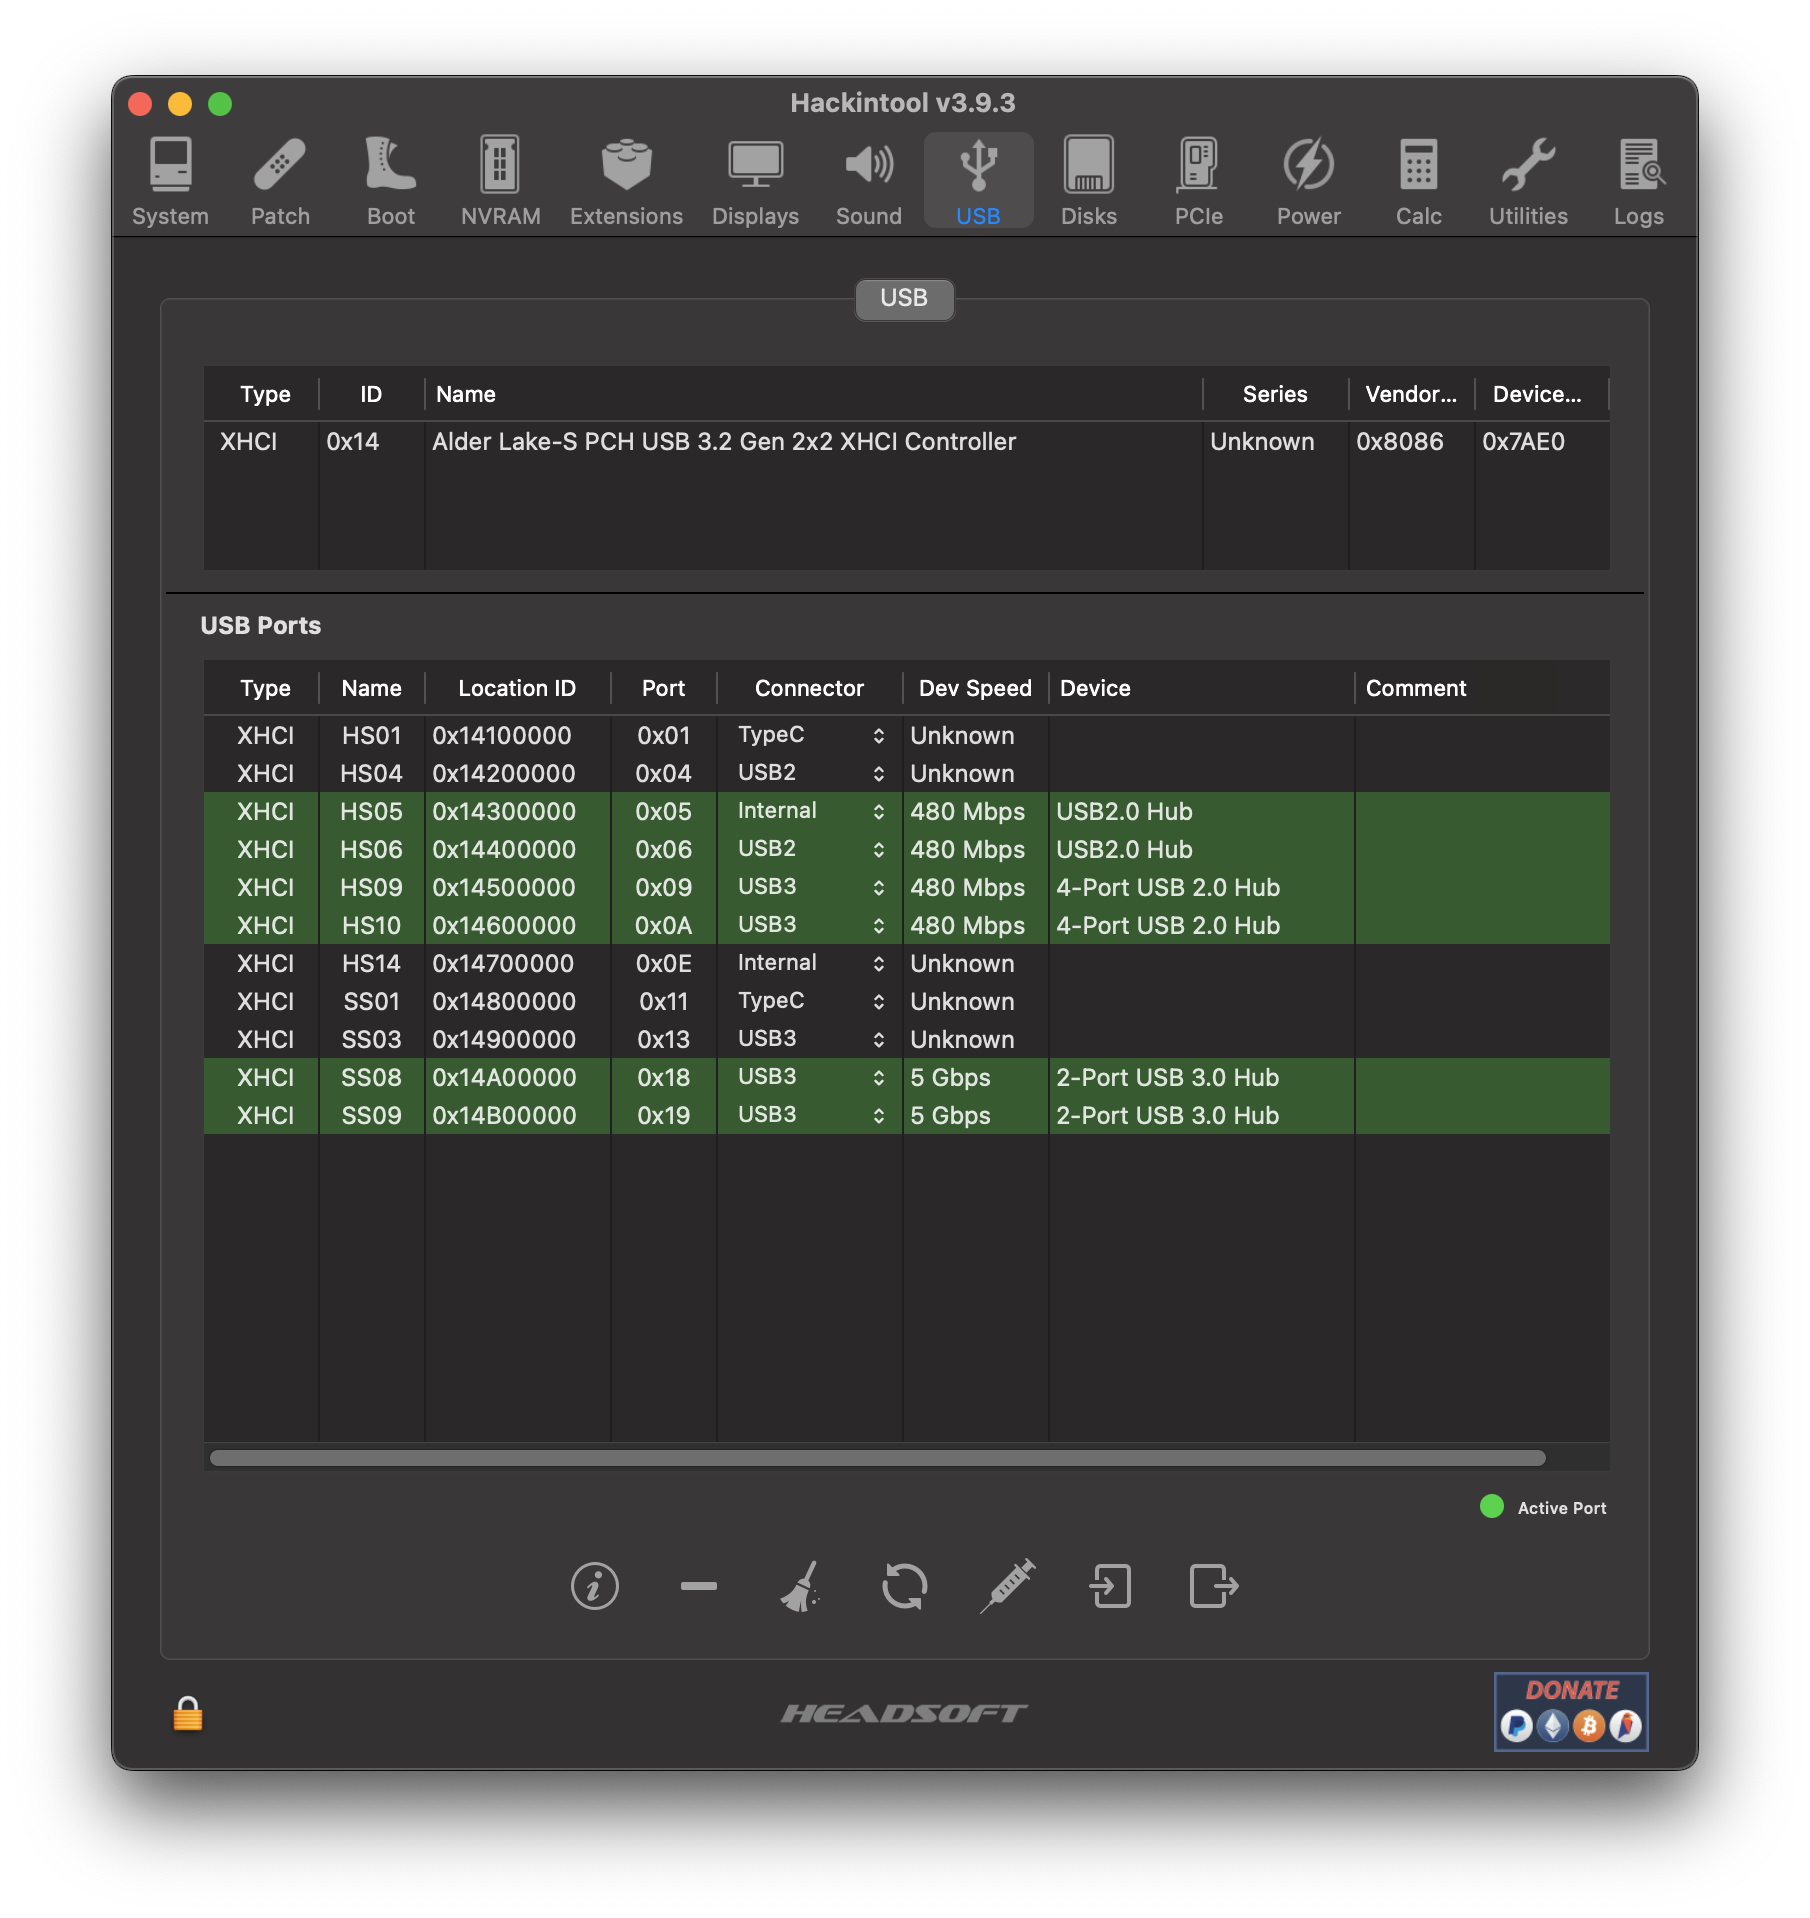 Hackintool v3.9.3
System Patch Boot NVRAM Extensions Displays Sound USB Disks PCIe Power Calc Utilities Logs
USB
Type ID Name Series Vendor... Device...
XHCI 0x14 Alder Lake-S PCH USB 3.2 Gen 2x2 XHCI Controller Unknown 0x8086 0x7AE0
USB Ports
Type Name Location ID Port Connector Dev Speed Device Comment
XHCI HS01 0x14100000 0x01 TypeC Unknown
XHCI HS04 0x14200000 0x04 USB2 Unknown
XHCI HS05 0x14300000 0x05 Internal 480 Mbps USB2.0 Hub
XHCI HS06 0x14400000 0x06 USB2 480 Mbps USB2.0 Hub
XHCI HS09 0x14500000 0x09 USB3 480 Mbps 4-Port USB 2.0 Hub
XHCI HS10 0x14600000 0x0A USB3 480 Mbps 4-Port USB 2.0 Hub
XHCI HS14 0x14700000 0x0E Internal Unknown
XHCI SS01 0x14800000 0x11 TypeC Unknown
XHCI SS03 0x14900000 0x13 USB3 Unknown
XHCI SS08 0x14A00000 0x18 USB3 5 Gbps 2-Port USB 3.0 Hub
XHCI SS09 0x14B00000 0x19 USB3 5 Gbps 2-Port USB 3.0 Hub
Active Port
HEADSOFT
DONATE